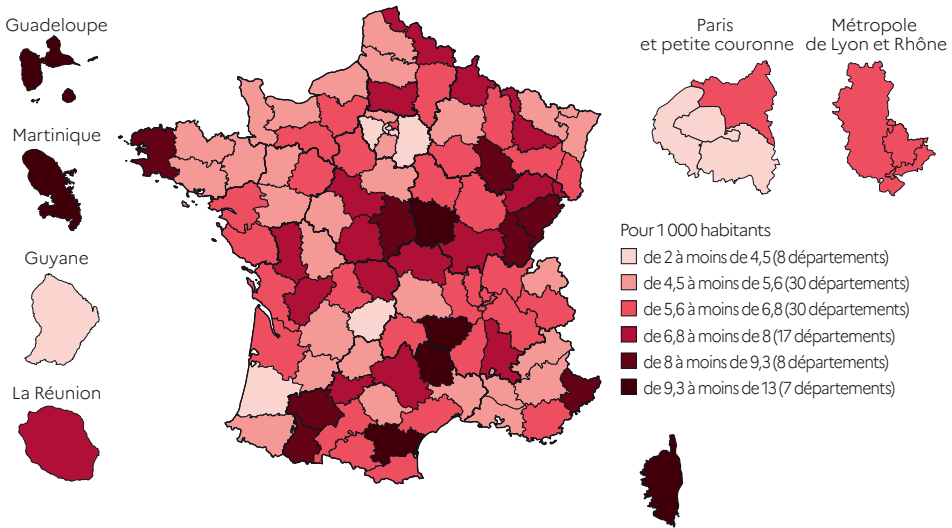 Guadeloupe
Martinique
Guyane
La Réunion
Paris
et petite couronne
Métropole
de Lyon et Rhône
Pour 1 000 habitants
de 2 à moins de 4,5 (8 départements)
de 4,5 à moins de 5,6 (30 départements)
de 5,6 à moins de 6,8 (30 départements)
de 6,8 à moins de 8 (17 départements)
de 8 à moins de 9,3 (8 départements)
de 9,3 à moins de 13 (7 départements)